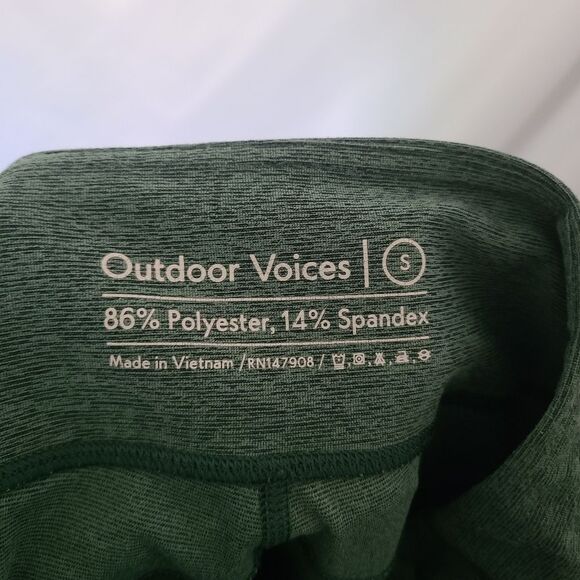 Outdoor Voices | S
86% Polyester, 14% Spandex
Made in Vietnam /RN147908 /